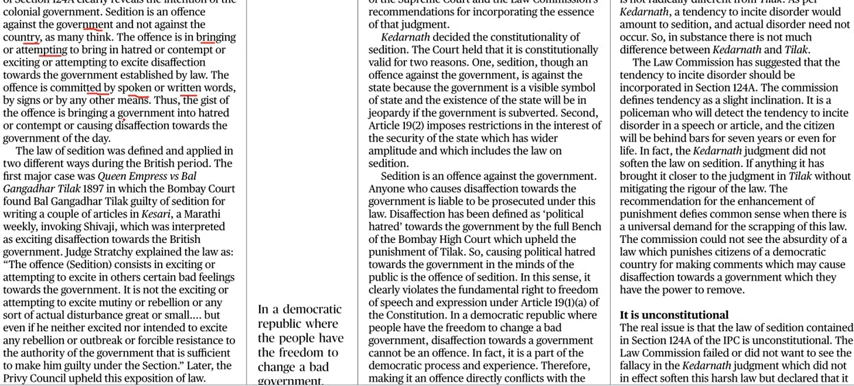 of Section 124A clearly reveals the intention of the
colonial government. Sedition is an offence
against the government and not against the
country, as many think. The offence is in bringing
or attempting to bring in hatred or contempt or
exciting or attempting to excite disaffection
towards the government established by law. The
offence is committed by spoken or written words,
by signs or by any other means. Thus, the gist of
the offence is bringing a government into hatred
or contempt or causing disaffection towards the
government of the day.
The law of sedition was defined and applied in
two different ways during the British period. The
first major case was Queen Empress vs Bal
Gangadhar Tilak 1897 in which the Bombay Court
found Bal Gangadhar Tilak guilty of sedition for
writing a couple of articles in Kesari, a Marathi
weekly, invoking Shivaji, which was interpreted
as exciting disaffection towards the British
government. Judge Stratchy explained the law as:
“The offence (Sedition) consists in exciting or
attempting to excite in others certain bad feelings
towards the government. It is not the exciting or
attempting to excite mutiny or rebellion or any
sort of actual disturbance great or small.... but
even if he neither excited nor intended to excite
any rebellion or outbreak or forcible resistance to
the authority of the government that is sufficient
to make him guilty under the Section.” Later, the
Privy Council upheld this exposition of law.
In a democratic
republic where
the people have
the freedom to
change a bad
government,
of the Supreme Court and the Law Commission's
recommendations for incorporating the essence
of that judgment.
Kedarnath decided the constitutionality of
sedition. The Court held that it is constitutionally
valid for two reasons. One, sedition, though an
offence against the government, is against the
state because the government is a visible symbol
of state and the existence of the state will be in
jeopardy if the government is subverted. Second,
Article 19(2) imposes restrictions in the interest of
the security of the state which has wider
amplitude and which includes the law on
sedition.
Sedition is an offence against the government.
Anyone who causes disaffection towards the
government is liable to be prosecuted under this
law. Disaffection has been defined as ‘political
hatred’ towards the government by the full Bench
of the Bombay High Court which upheld the
punishment of Tilak. So, causing political hatred
towards the government in the minds of the
public is the offence of sedition. In this sense, it
clearly violates the fundamental right to freedom
of speech and expression under Article 19(1)(a) of
the Constitution. In a democratic republic where
people have the freedom to change a bad
government, disaffection towards a government
cannot be an offence. In fact, it is a part of the
democratic process and experience. Therefore,
making it an offence directly conflicts with the
is not radically different from Tilak. As per
Kedarnath, a tendency to incite disorder would
amount to sedition, and actual disorder need not
occur. So, in substance there is not much
difference between Kedarnath and Tilak.
The Law Commission has suggested that the
tendency to incite disorder should be
incorporated in Section 124A. The commission
defines tendency as a slight inclination. It is a
policeman who will detect the tendency to incite
disorder in a speech or article, and the citizen
will be behind bars for seven years or even for
life. In fact, the Kedarnath judgment did not
soften the law on sedition. If anything it has
brought it closer to the judgment in Tilak without
mitigating the rigour of the law. The
recommendation for the enhancement of
punishment defies common sense when there is
a universal demand for the scrapping of this law.
The commission could not see the absurdity of a
law which punishes citizens of a democratic
country for making comments which may cause
disaffection towards a government which they
have the power to remove.
It is unconstitutional
The real issue is that the law of sedition contained
in Section 124A of the IPC is unconstitutional. The
Law Commission failed or did not want to see the
fallacy in the Kedarnath judgment which did not
in effect soften this harsh law but declared that it